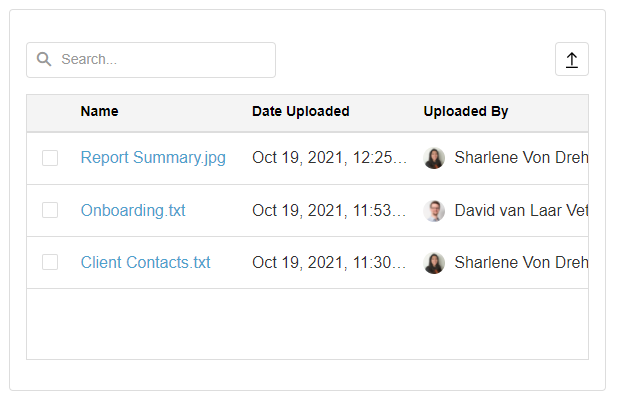 Search...
Name Date Uploaded Uploaded By
Report Summary.jpg Oct 19, 2021, 12:25... Sharlene Von Dreh
Onboarding.txt Oct 19, 2021, 11:53... David van Laar Vet
Client Contacts.txt Oct 19, 2021, 11:30... Sharlene Von Dreh